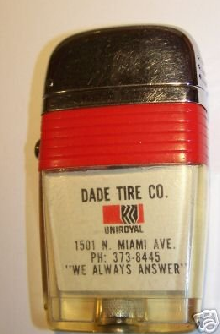 DADE TIRE CO.
UNIROYAL
1501 N. MIAMI AVE.
PH: 373-8445
"WE ALWAYS ANSWER"